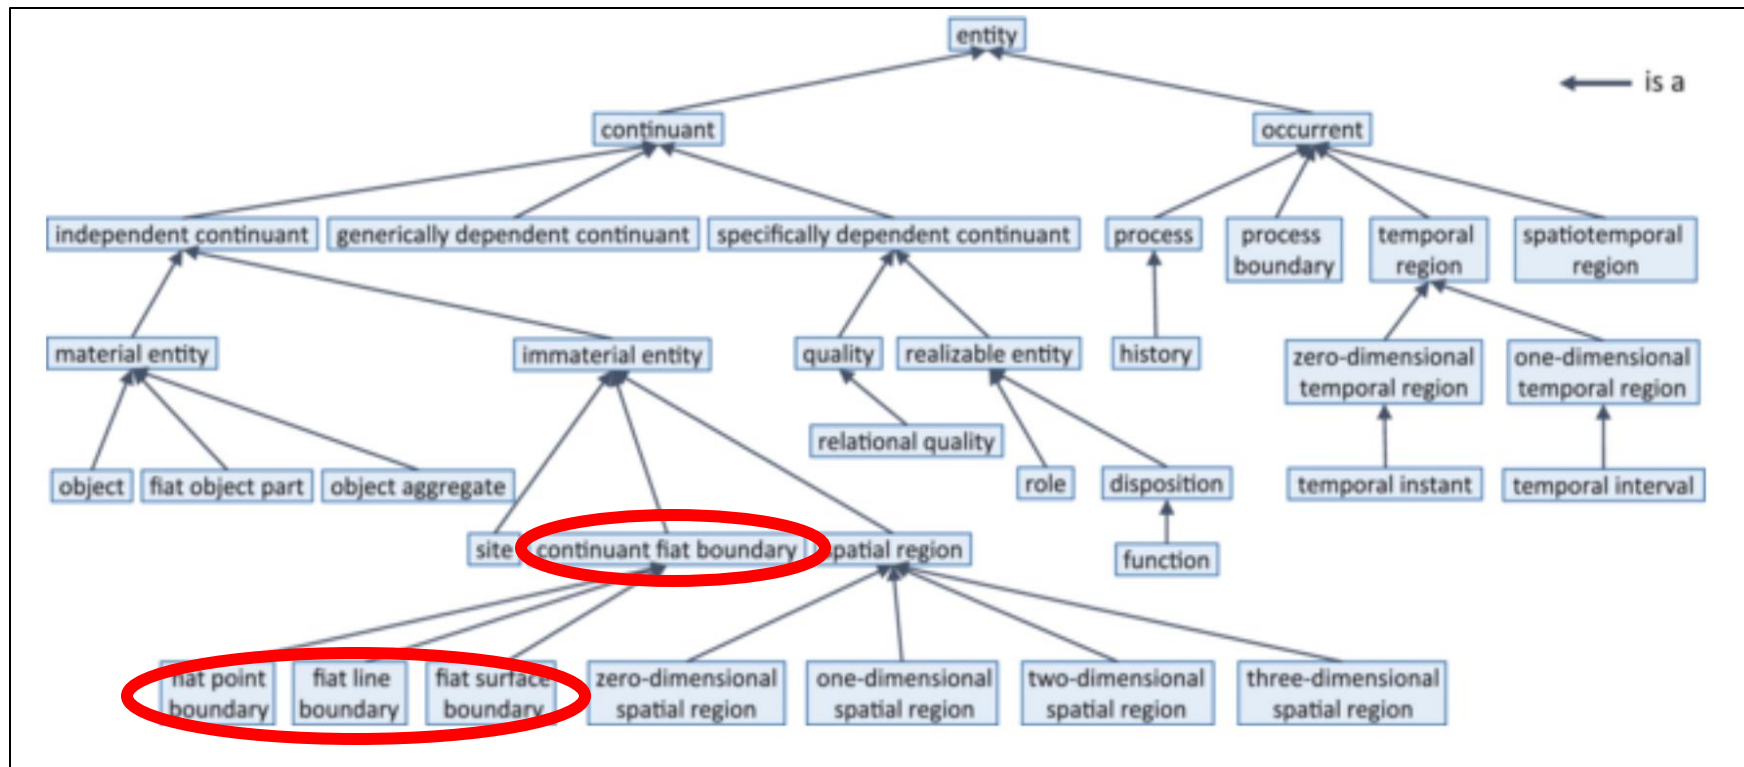 entity
is a
continuant
occurrent
independent continuant
generically dependent continuant
specifically dependent continuant
process
process
boundary
temporal
region
spatiotemporal
region
material entity
immaterial entity
quality
realizable entity
history
zero-dimensional
temporal region
one-dimensional
temporal region
relational quality
object
fiat object part
object aggregate
role
disposition
temporal instant
temporal interval
site
continuant fiat boundary
spatial region
function
fiat point
boundary
fiat line
boundary
fiat surface
boundary
zero-dimensional
spatial region
one-dimensional
spatial region
two-dimensional
spatial region
three-dimensional
spatial region